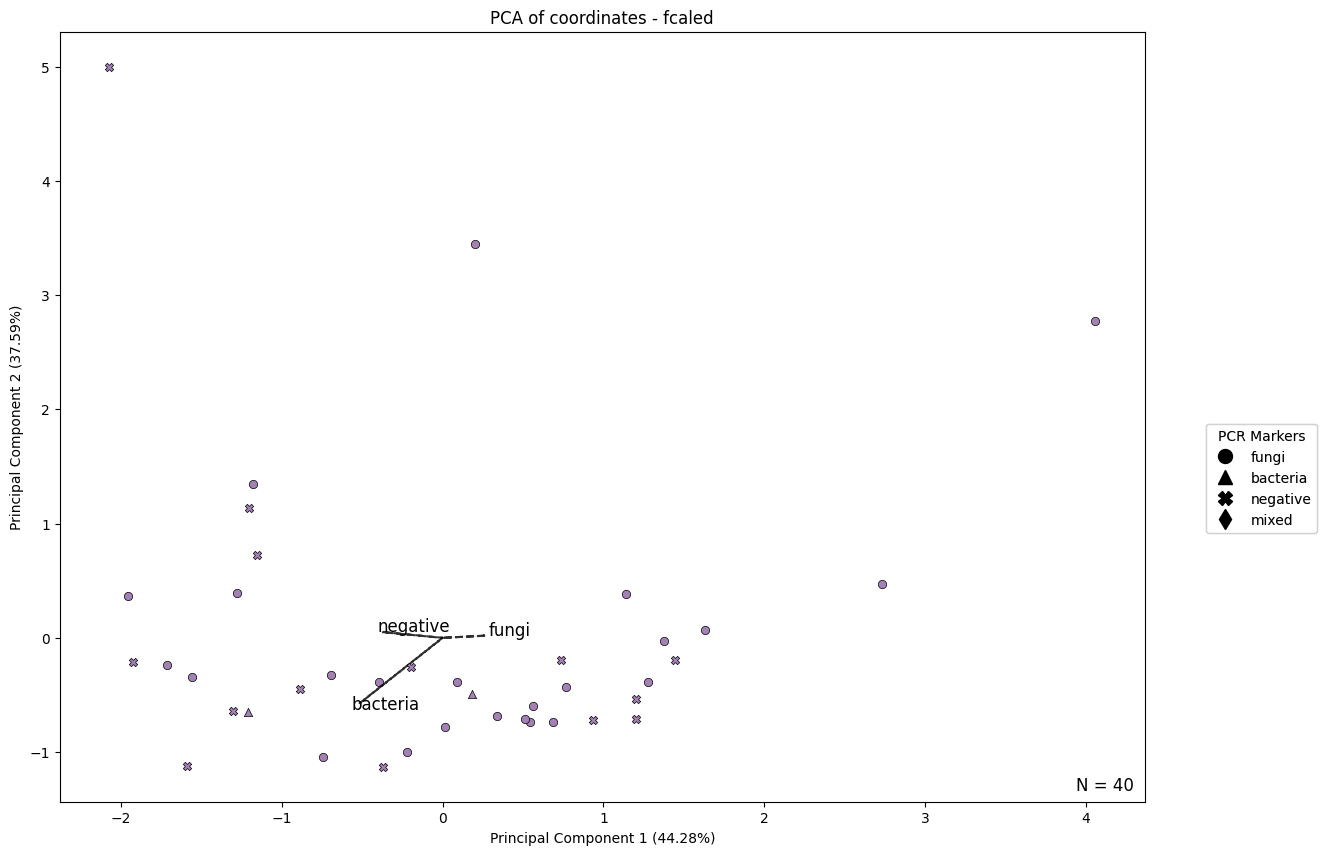 PCA of coordinates - fcaled
Principal Component 2 (37.59%)
5
4
3
2
1
0
−1
negative
fungi
bacteria
N = 40
−2
−1
0
1
2
3
4
Principal Component 1 (44.28%)
PCR Markers
fungi
bacteria
negative
mixed